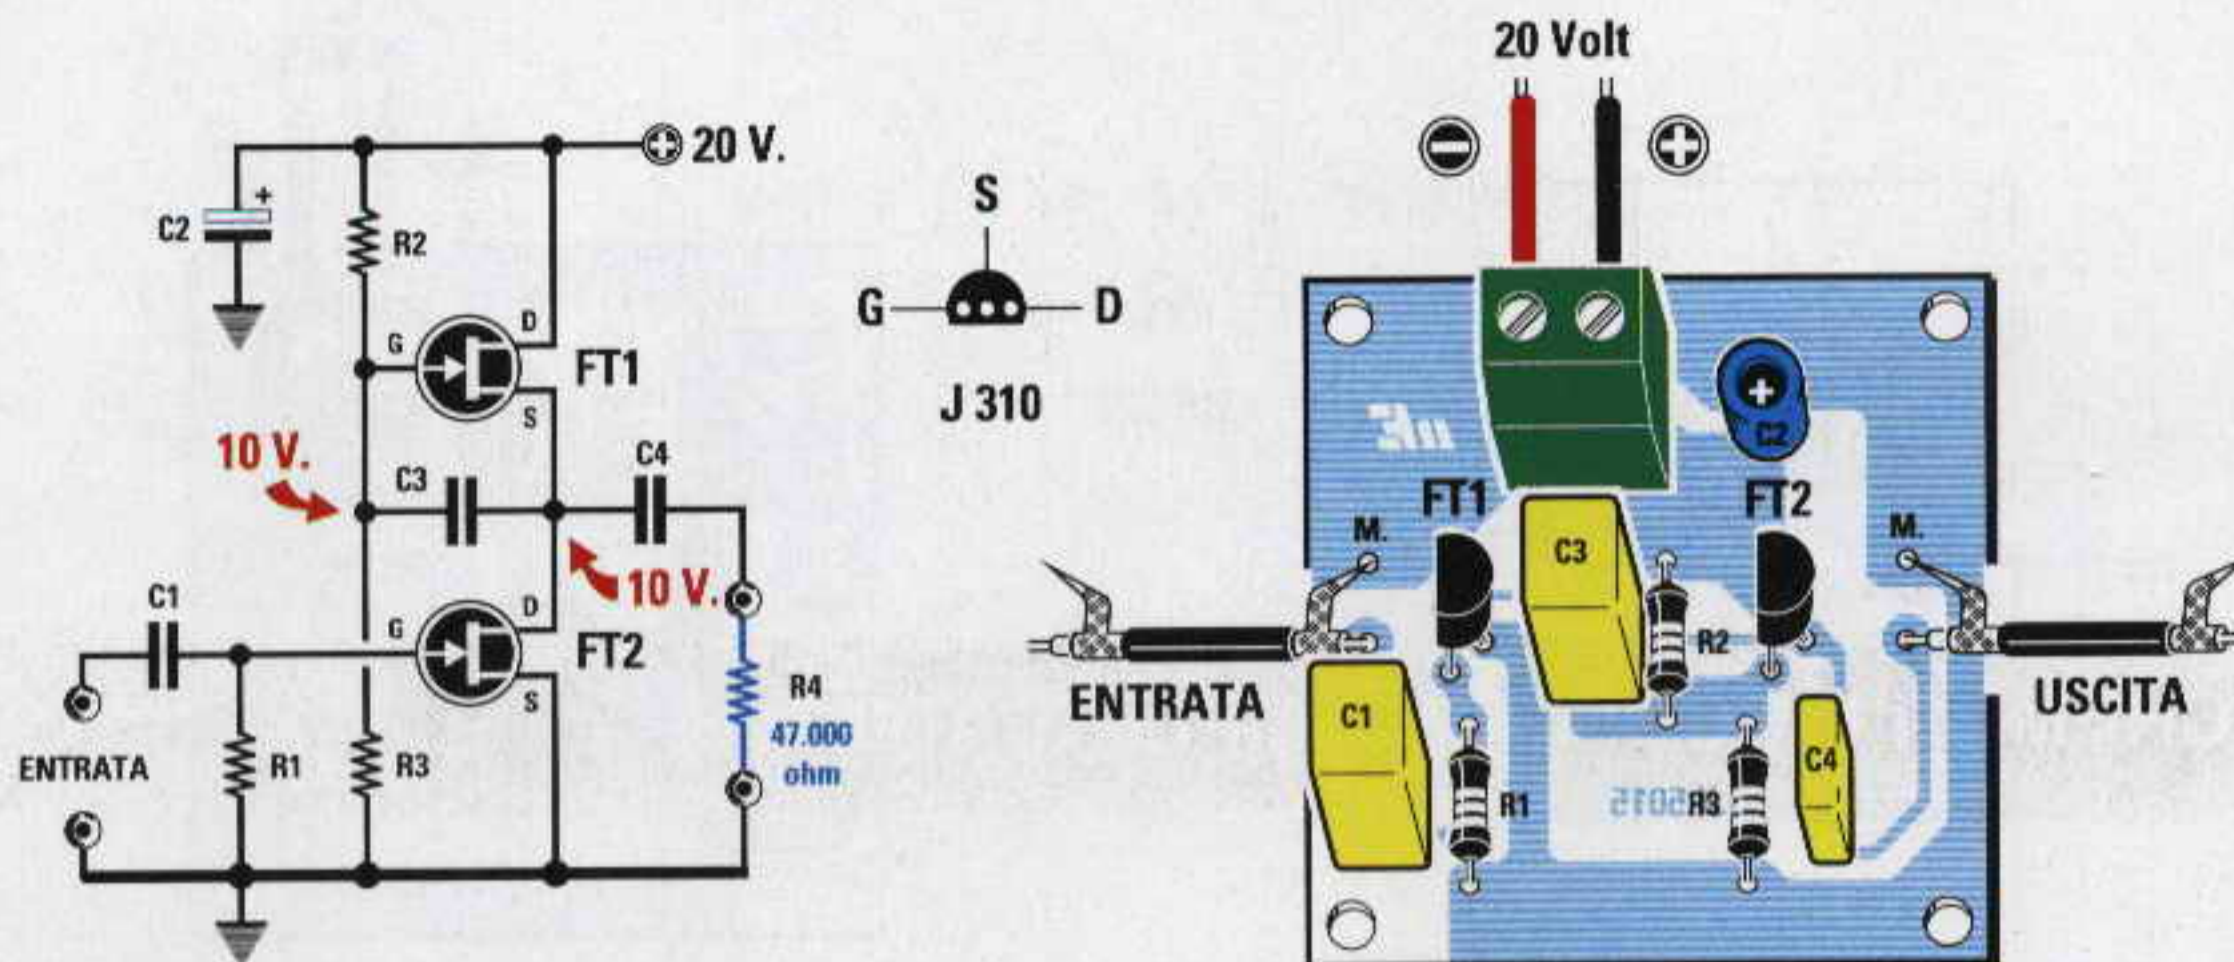 20 V.
+
C2
R2
D
G
FT1
S
10 V.
C3
C4
10 V.
C1
D
G
FT2
S
ENTRATA
R1
R3
R4
47.000
ohm
S
G
D
J 310
20 Volt
C2
FT1
FT2
M.
M.
C3
R2
ENTRATA
USCITA
C1
C4
R1
R3